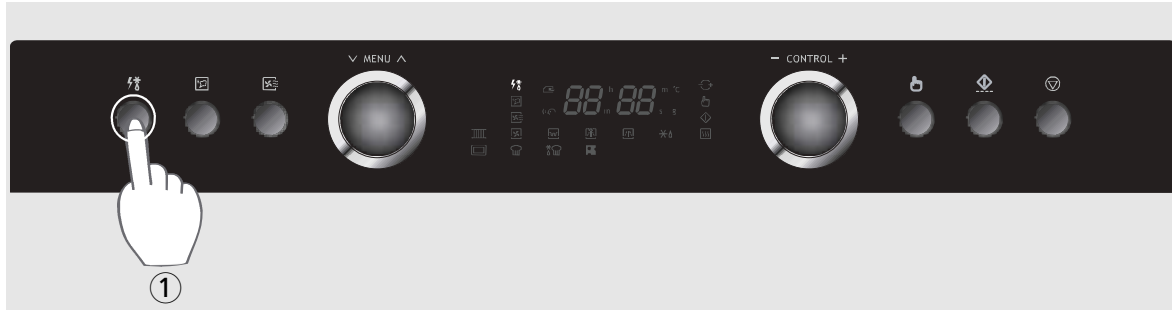 ∨ MENU ∧
− CONTROL +
88 88 h m °C
m s g
①